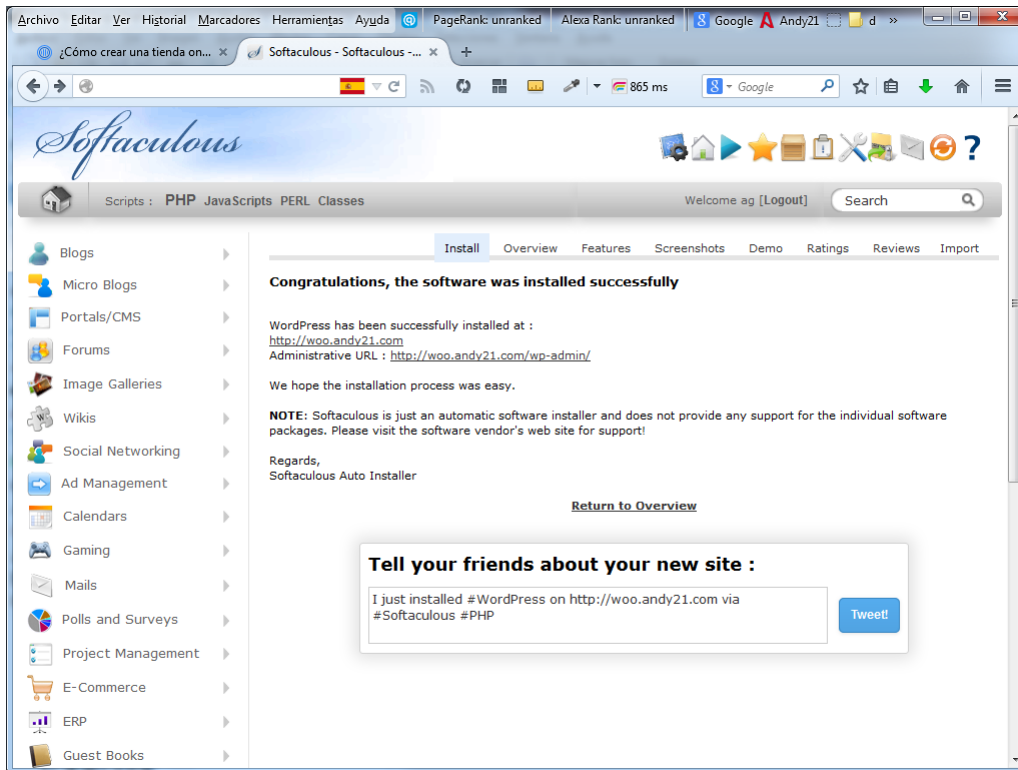 Archivo Editar Ver Historial Marcadores Herramientas Ayuda @ PageRank: unranked Alexa Rank: unranked 8 Google A Andy21 d »
¿Cómo crear una tienda on... × Softaculous - Softaculous -... × +
865 ms 8 Google
Softaculous
?
Scripts : PHP JavaScripts PERL Classes Welcome ag [Logout] Search
Install Overview Features Screenshots Demo Ratings Reviews Import
Blogs
Micro Blogs
Portals/CMS
Forums
Image Galleries
Wikis
Social Networking
Ad Management
Calendars
Gaming
Mails
Polls and Surveys
Project Management
E-Commerce
ERP
Guest Books
Congratulations, the software was installed successfully
WordPress has been successfully installed at :
http://woo.andy21.com
Administrative URL : http://woo.andy21.com/wp-admin/
We hope the installation process was easy.
NOTE: Softaculous is just an automatic software installer and does not provide any support for the individual software
packages. Please visit the software vendor's web site for support!
Regards,
Softaculous Auto Installer
Return to Overview
Tell your friends about your new site :
I just installed #WordPress on http://woo.andy21.com via
#Softaculous #PHP
Tweet!